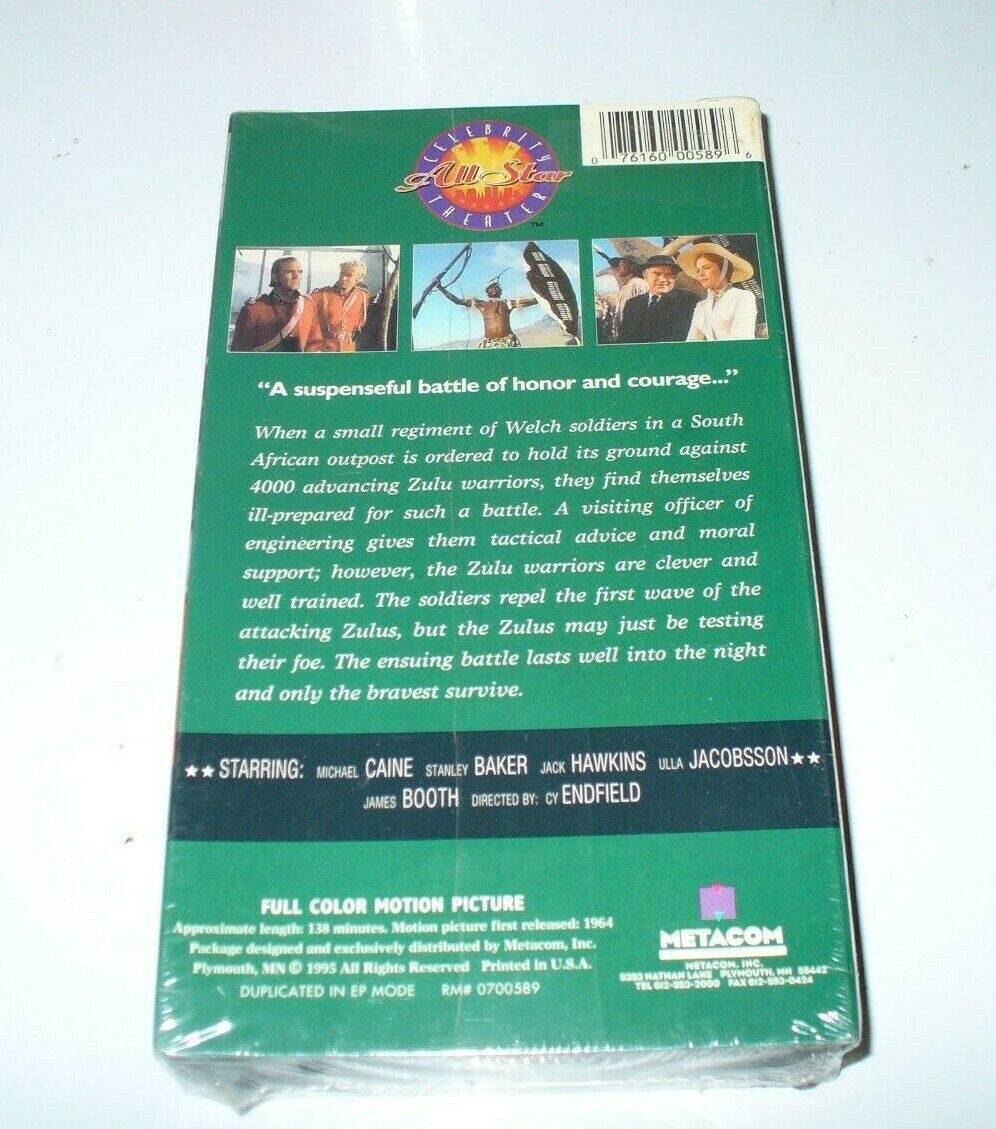 CELEBRITY
All Star
THEATER
TM
0 76160 00589 6
"A suspenseful battle of honor and courage..."
When a small regiment of Welch soldiers in a South
African outpost is ordered to hold its ground against
4000 advancing Zulu warriors, they find themselves
ill-prepared for such a battle. A visiting officer of
engineering gives them tactical advice and moral
support; however, the Zulu warriors are clever and
well trained. The soldiers repel the first wave of the
attacking Zulus, but the Zulus may just be testing
their foe. The ensuing battle lasts well into the night
and only the bravest survive.
★★ STARRING: MICHAEL CAINE STANLEY BAKER JACK HAWKINS ULLA JACOBSSON ★★
JAMES BOOTH DIRECTED BY: CY ENDFIELD
FULL COLOR MOTION PICTURE
Approximate length: 138 minutes. Motion picture first released: 1964
Package designed and exclusively distributed by Metacom, Inc.
Plymouth, MN © 1995 All Rights Reserved Printed in U.S.A.
DUPLICATED IN EP MODE RM# 0700589
METACOM
METACOM, INC.
5353 NATHAN LANE PLYMOUTH, MN 55442
TEL 612-553-2000 FAX 612-553-0424